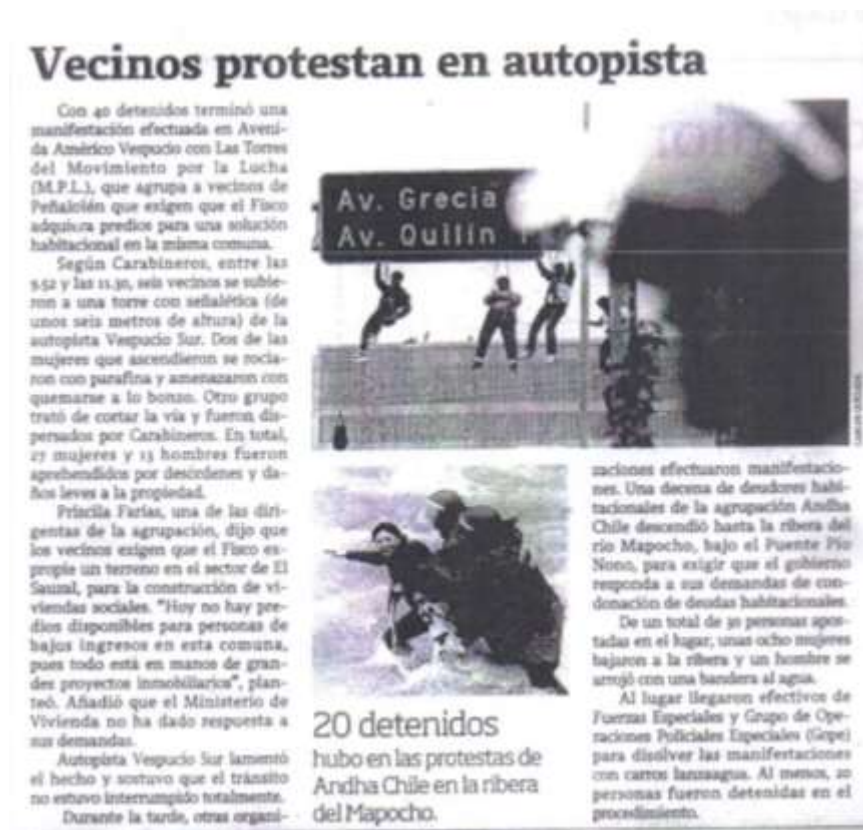 Vecinos protestan en autopista
Con 40 detenidos terminó una
manifestación efectuada en Aveni-
da Américo Vespucio con Las Torres
del Movimiento por la Lucha
(M.P.L.), que agrupa a vecinos de
Peñalolén que exigen que el Fisco
adquiera predios para una solución
habitacional en la misma comuna.
Según Carabineros, entre las
9.52 y las 11.30, seis vecinos se subie-
ron a una torre con señalética (de
unos seis metros de altura) de la
autopista Vespucio Sur. Dos de las
mujeres que ascendieron se rocia-
ron con parafina y amenazaron con
quemarse a lo bonzo. Otro grupo
trató de cortar la vía y fueron dis-
persados por Carabineros. En total,
27 mujeres y 13 hombres fueron
aprehendidos por desórdenes y da-
ños leves a la propiedad.
Priscila Farías, una de las diri-
gentas de la agrupación, dijo que
los vecinos exigen que el Fisco ex-
propie un terreno en el sector de El
Sauzal, para la construcción de vi-
viendas sociales. "Hoy no hay pre-
dios disponibles para personas de
bajos ingresos en esta comuna,
pues todo está en manos de gran-
des proyectos inmobiliarios", plan-
teó. Añadió que el Ministerio de
Vivienda no ha dado respuesta a
sus demandas.
Autopista Vespucio Sur lamentó
el hecho y sostuvo que el tránsito
no estuvo interrumpido totalmente.
Durante la tarde, otras organi-
Av. Grecia
Av. Quilin
20 detenidos
hubo en las protestas de
Andha Chile en la ribera
del Mapocho.
zaciones efectuaron manifestacio-
nes. Una decena de deudores habi-
tacionales de la agrupación Andha
Chile descendió hasta la ribera del
río Mapocho, bajo el Puente Pío
Nono, para exigir que el gobierno
responda a sus demandas de con-
donación de deudas habitacionales.
De un total de 30 personas apos-
tadas en el lugar, unas ocho mujeres
bajaron a la ribera y un hombre se
arrojó con una bandera al agua.
Al lugar llegaron efectivos de
Fuerzas Especiales y Grupo de Ope-
raciones Policiales Especiales (Gope)
para disolver las manifestaciones
con carros lanzaagua. Al menos, 20
personas fueron detenidas en el
procedimiento.